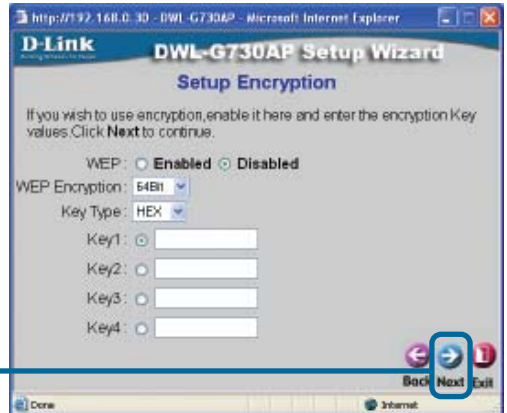 http://192.168.0.30 - DWL-G730AP - Microsoft Internet Explorer
D-Link
DWL-G730AP Setup Wizard
Setup Encryption
If you wish to use encryption,enable it here and enter the encryption Key
values.Click Next to continue.
WEP : Enabled Disabled
WEP Encryption : 64Bit
Key Type : HEX
Key1 :
Key2 :
Key3 :
Key4 :
Back Next Exit
Done Internet